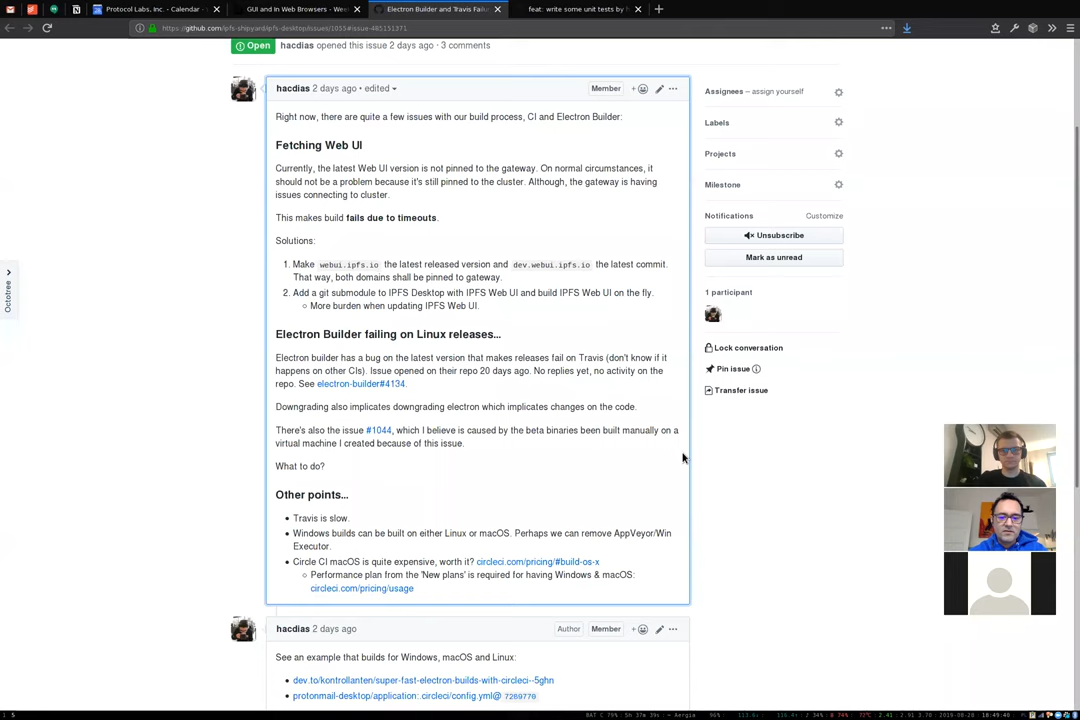 Protocol Labs, Inc. - Calendar -
GUI and In Web Browsers - Wee
Electron Builder and Travis Failu
feat: write some unit tests by h
https://github.com/ipfs-shipyard/ipfs-desktop/issues/1055#issue-485151371
Open hacdias opened this issue 2 days ago · 3 comments
hacdias 2 days ago • edited
Member
Right now, there are quite a few issues with our build process, CI and Electron Builder:
Fetching Web UI
Currently, the latest Web UI version is not pinned to the gateway. On normal circumstances, it
should not be a problem because it's still pinned to the cluster. Although, the gateway is having
issues connecting to cluster.
This makes build fails due to timeouts.
Solutions:
1. Make webui.ipfs.io the latest released version and dev.webui.ipfs.io the latest commit.
That way, both domains shall be pinned to gateway.
2. Add a git submodule to IPFS Desktop with IPFS Web UI and build IPFS Web UI on the fly.
More burden when updating IPFS Web UI.
Electron Builder failing on Linux releases...
Electron builder has a bug on the latest version that makes releases fail on Travis (don't know if it
happens on other CIs). Issue opened on their repo 20 days ago. No replies yet, no activity on the
repo. See electron-builder#4134.
Downgrading also implicates downgrading electron which implicates changes on the code.
There's also the issue #1044, which I believe is caused by the beta binaries been built manually on a
virtual machine I created because of this issue.
What to do?
Other points...
Travis is slow.
Windows builds can be built on either Linux or macOS. Perhaps we can remove AppVeyor/Win
Executor.
Circle CI macOS is quite expensive, worth it? circleci.com/pricing/#build-os-x
Performance plan from the 'New plans' is required for having Windows & macOS:
circleci.com/pricing/usage
hacdias 2 days ago
Author
Member
See an example that builds for Windows, macOS and Linux:
dev.to/kontrollanten/super-fast-electron-builds-with-circleci--5ghn
protonmail-desktop/application:.circleci/config.yml@ 7269770
Assignees – assign yourself
Labels
Projects
Milestone
Notifications
Customize
Unsubscribe
Mark as unread
1 participant
Lock conversation
Pin issue
Transfer issue
Octotree